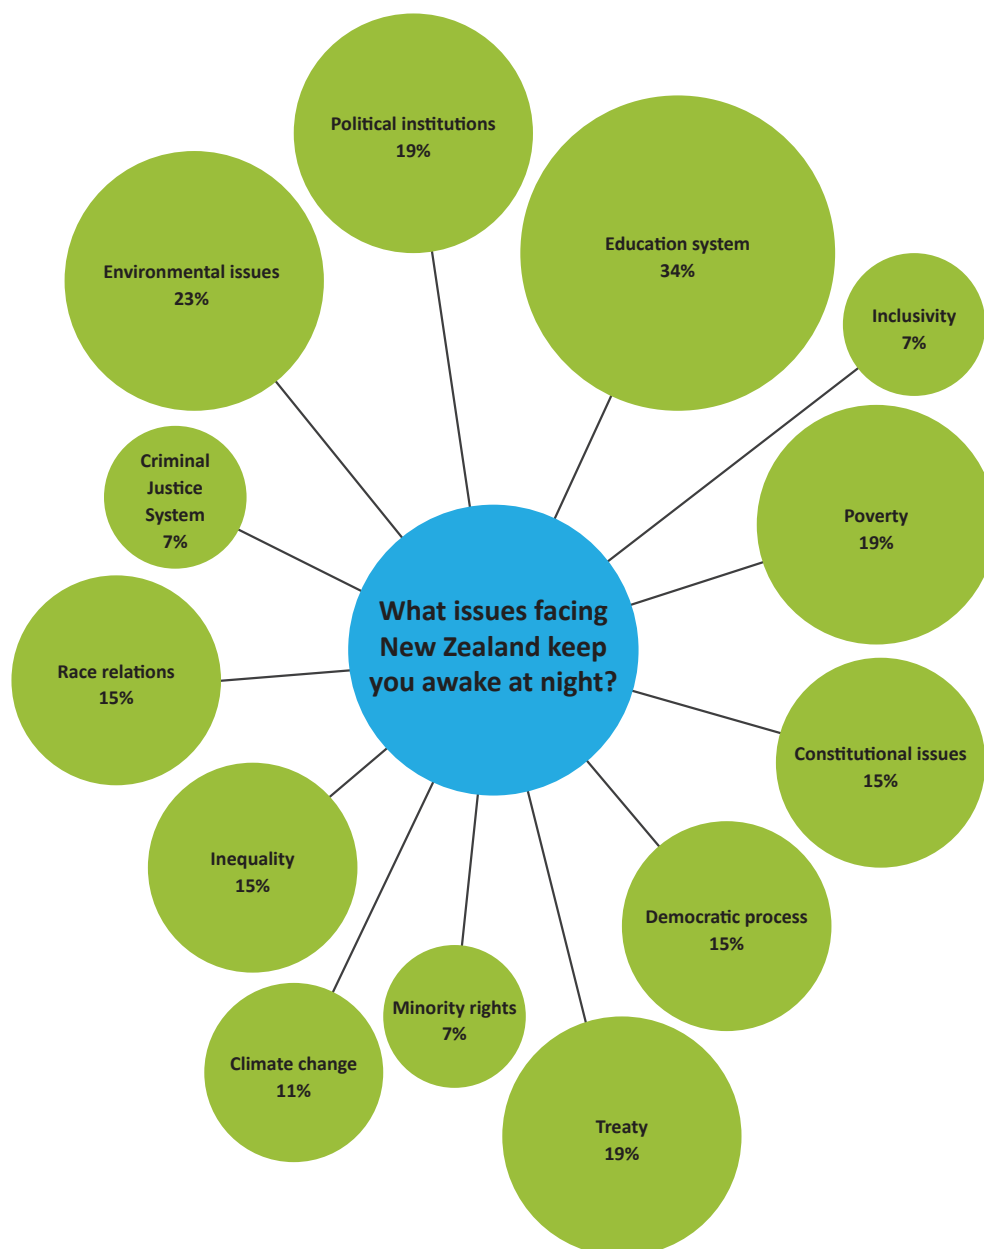 Political institutions
19%
Education system
34%
Environmental issues
23%
Inclusivity
7%
Criminal
Justice
System
7%
Poverty
19%
What issues facing
New Zealand keep
you awake at night?
Race relations
15%
Constitutional issues
15%
Inequality
15%
Democratic process
15%
Minority rights
7%
Climate change
11%
Treaty
19%